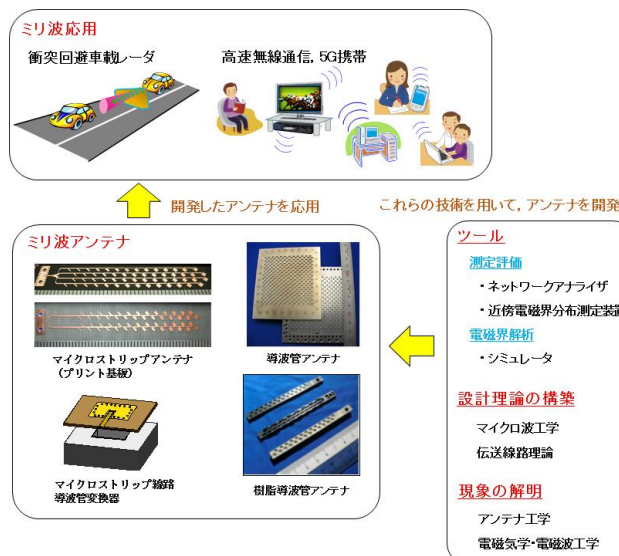 ミリ波応用
衝突回避車載レーダ
高速無線通信, 5G携帯
開発したアンテナを応用
これらの技術を用いて, アンテナを開発
ミリ波アンテナ
マイクロストリップアンテナ
(プリント基板)
導波管アンテナ
マイクロストリップ線路
導波管変換器
樹脂導波管アンテナ
ツール
測定評価
・ネットワークアナライザ
・近傍電磁界分布測定装置
電磁界解析
・シミュレータ
設計理論の構築
マイクロ波工学
伝送線路理論
現象の解明
アンテナ工学
電磁気学・電磁波工学